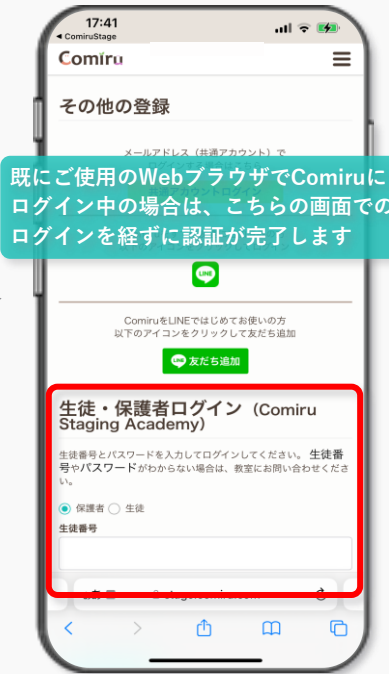 17:41
◀ ComiruStage
Comiru
その他の登録
メールアドレス（共通アカウント）で
既にご使用のWebブラウザでComiruに
ログイン中の場合は、こちらの画面での
ログインを経ずに認証が完了します
LINE
ComiruをLINEではじめてお使いの方
以下のアイコンをクリックして友だち追加
友だち追加
生徒・保護者ログイン（Comiru
Staging Academy）
生徒番号とパスワードを入力してログインしてください。 生徒番
号やパスワードがわからない場合は、教室にお問い合わせくださ
い。
保護者 生徒
生徒番号